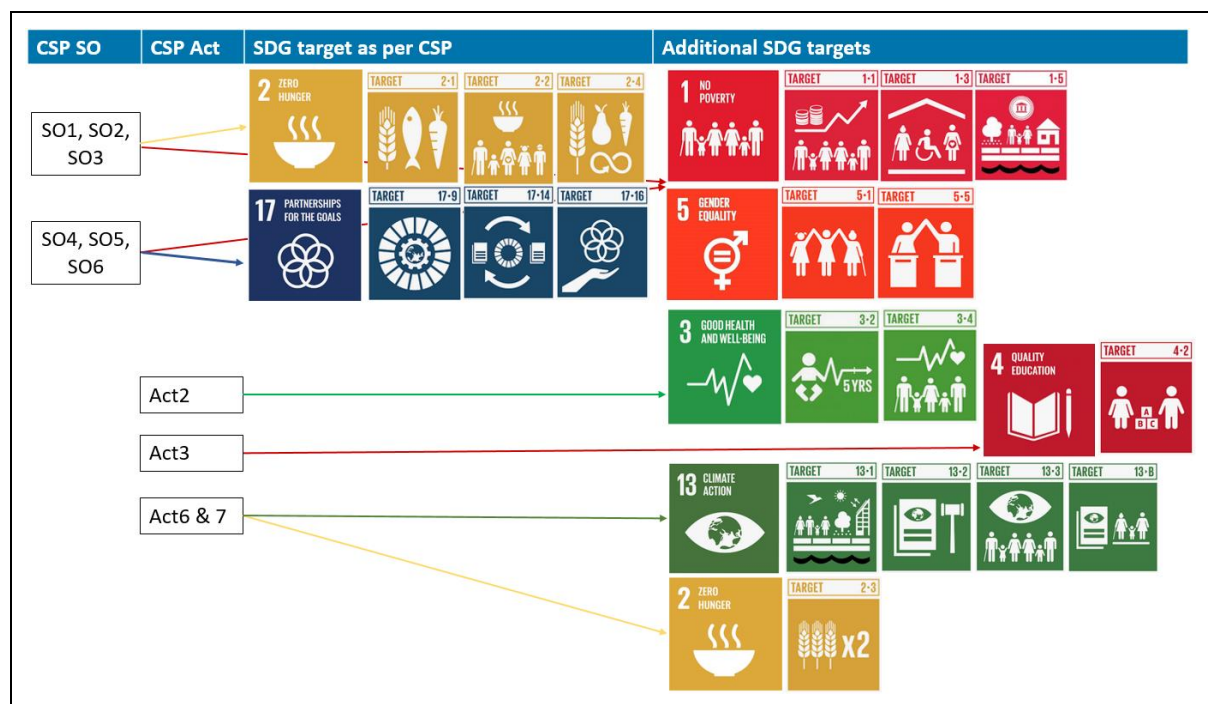 CSP SO
CSP Act
SDG target as per CSP
Additional SDG targets
SO1, SO2,
SO3
2 ZERO
HUNGER
TARGET 2·1
TARGET 2·2
TARGET 2·4
1 NO
POVERTY
TARGET 1·1
TARGET 1·3
TARGET 1·5
SO4, SO5,
SO6
17 PARTNERSHIPS
FOR THE GOALS
TARGET 17·9
TARGET 17·14
TARGET 17·16
5 GENDER
EQUALITY
TARGET 5·1
TARGET 5·5
Act2
3 GOOD HEALTH
AND WELL-BEING
TARGET 3·2
5 YRS
TARGET 3·4
Act3
4 QUALITY
EDUCATION
TARGET 4·2
A
B C
Act6 & 7
13 CLIMATE
ACTION
TARGET 13·1
TARGET 13·2
TARGET 13·3
TARGET 13·B
2 ZERO
HUNGER
TARGET 2·3
x2